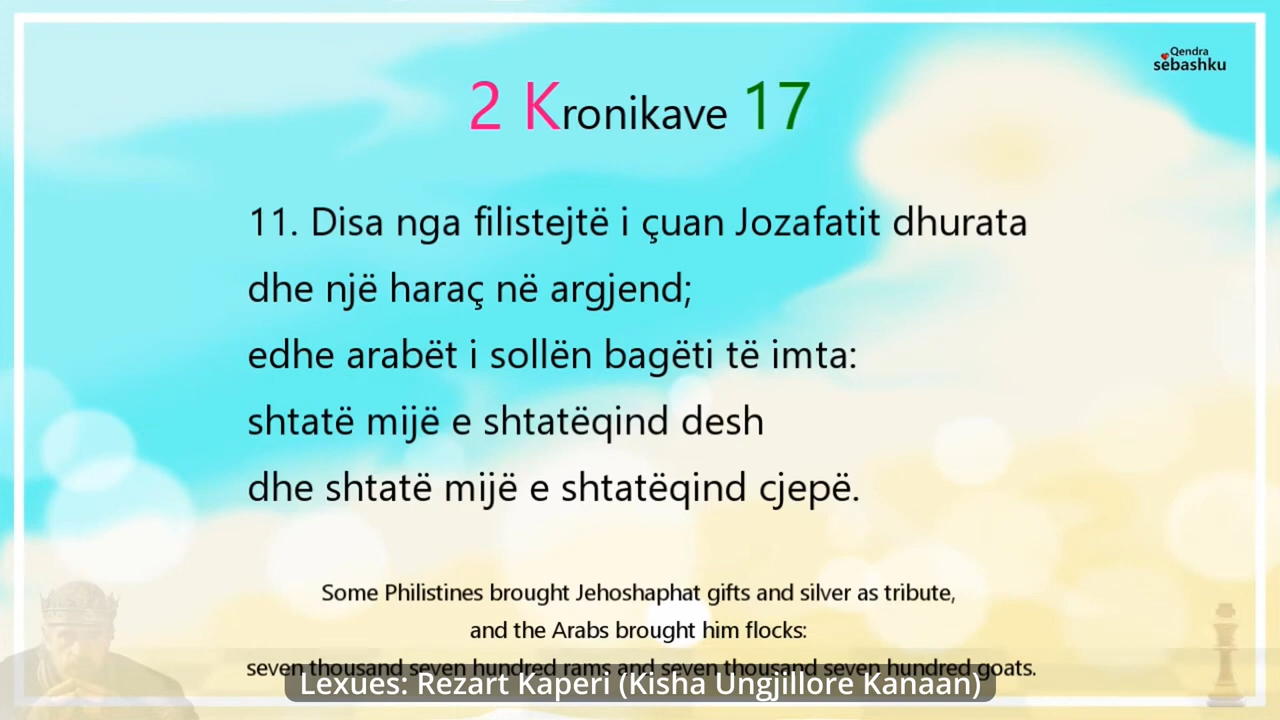 Qendra
sëbashku
2 Kronikave 17
11. Disa nga filistejtë i çuan Jozafatit dhurata
dhe një haraç në argjend;
edhe arabët i sollën bagëti të imta:
shtatë mijë e shtatëqind desh
dhe shtatë mijë e shtatëqind cjepë.
Some Philistines brought Jehoshaphat gifts and silver as tribute,
and the Arabs brought him flocks:
seven thousand seven hundred rams and seven thousand seven hundred goats.
Lexues: Rezart Kaperi (Kisha Ungjillore Kanaan)